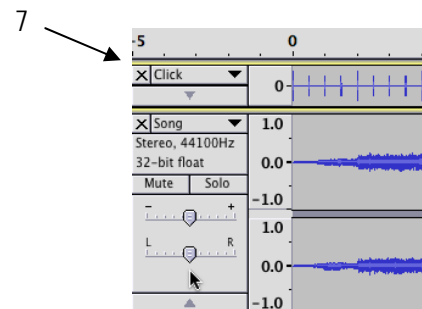 7
-5 0
X Click
0
X Song 1.0
Stereo, 44100Hz
32-bit float 0.0
Mute Solo
-1.0
- +
1.0
L R
0.0
-1.0